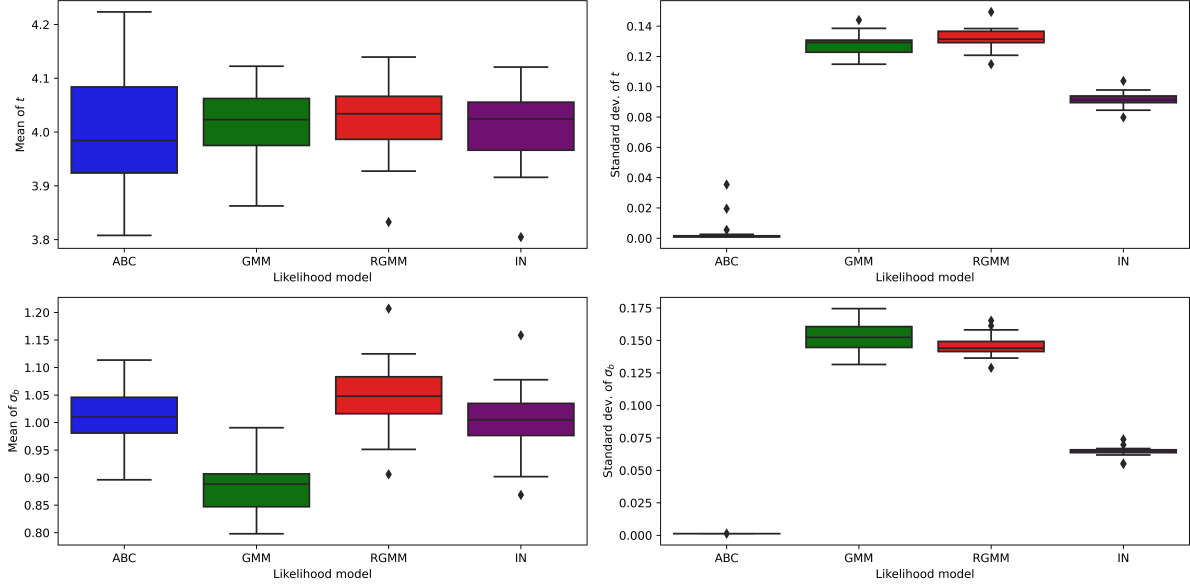 Mean of t
4.2
4.1
4.0
3.9
3.8
ABC GMM RGMM IN
Likelihood model
Standard dev. of t
0.14
0.12
0.10
0.08
0.06
0.04
0.02
0.00
ABC GMM RGMM IN
Likelihood model
Mean of σb
1.20
1.15
1.10
1.05
1.00
0.95
0.90
0.85
0.80
ABC GMM RGMM IN
Likelihood model
Standard dev. of σb
0.175
0.150
0.125
0.100
0.075
0.050
0.025
0.000
ABC GMM RGMM IN
Likelihood model